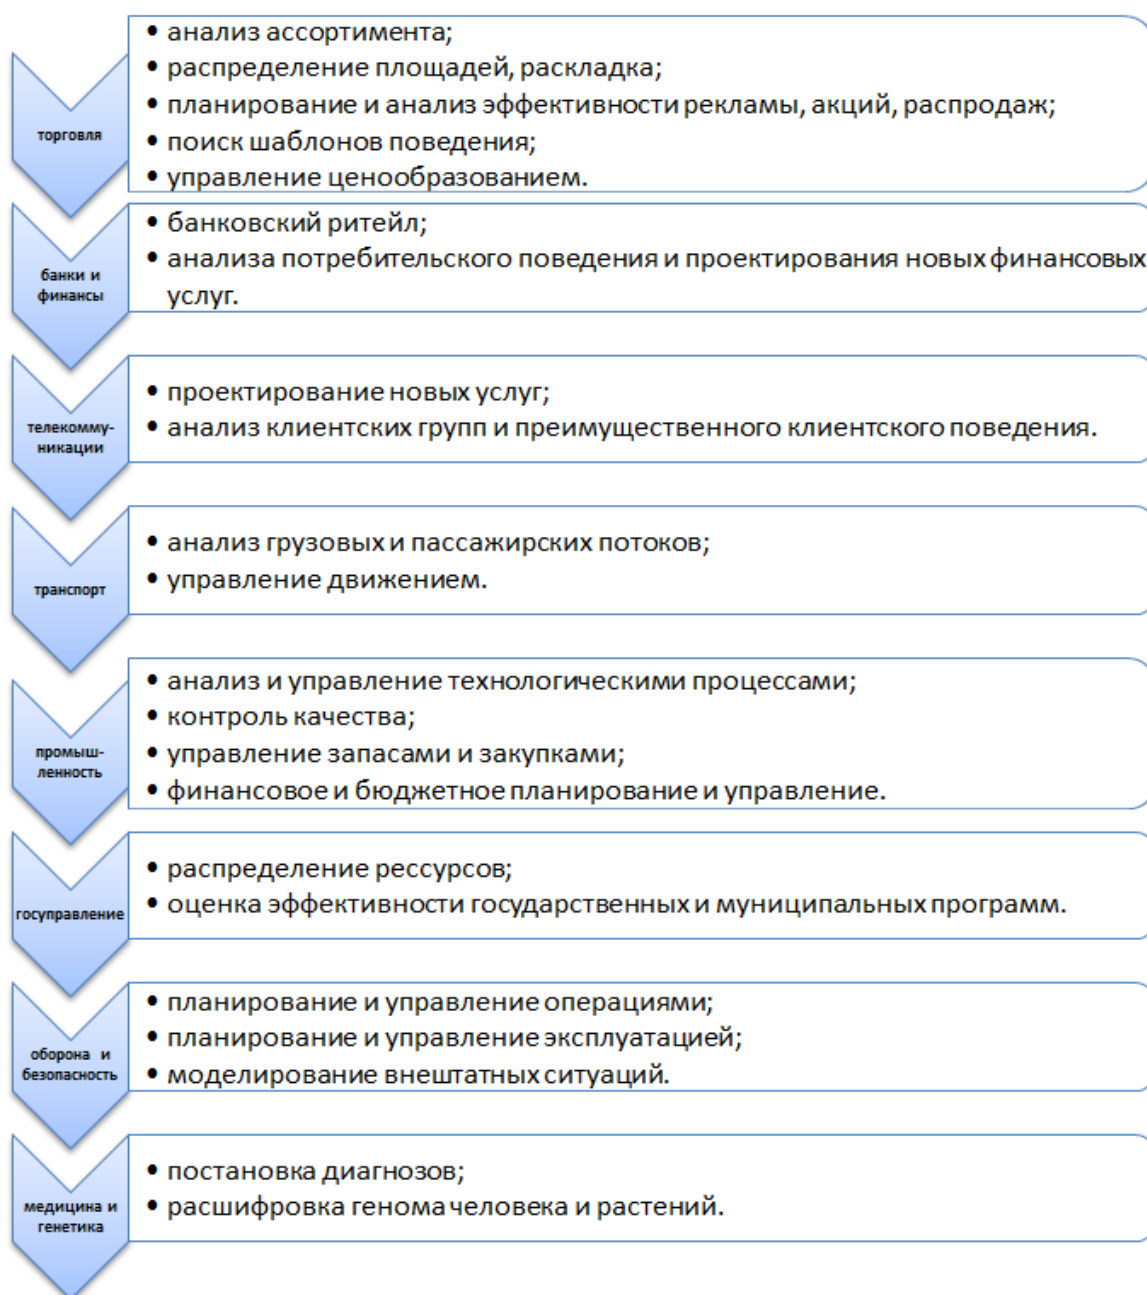 торговля
• анализ ассортимента;
• распределение площадей, раскладка;
• планирование и анализ эффективности рекламы, акций, распродаж;
• поиск шаблонов поведения;
• управление ценообразованием.
банки и
финансы
• банковский ритейл;
• анализа потребительского поведения и проектирования новых финансовых
услуг.
телекомму-
никации
• проектирование новых услуг;
• анализ клиентских групп и преимущественного клиентского поведения.
транспорт
• анализ грузовых и пассажирских потоков;
• управление движением.
промыш-
ленность
• анализ и управление технологическими процессами;
• контроль качества;
• управление запасами и закупками;
• финансовое и бюджетное планирование и управление.
госуправление
• распределение рессурсов;
• оценка эффективности государственных и муниципальных программ.
оборона и
безопасность
• планирование и управление операциями;
• планирование и управление эксплуатацией;
• моделирование внештатных ситуаций.
медицина и
генетика
• постановка диагнозов;
• расшифровка генома человека и растений.